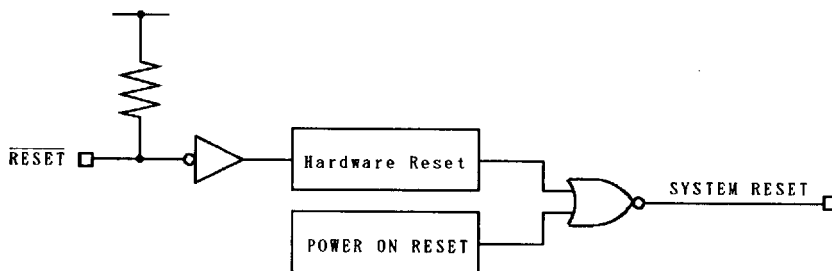 RESET
Hardware Reset
SYSTEM RESET
POWER ON RESET